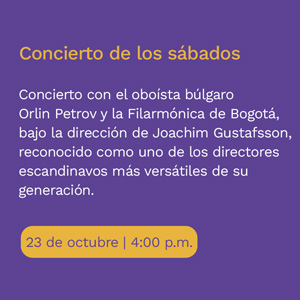 Concierto de los sábados
Concierto con el oboísta búlgaro
Orlin Petrov y la Filarmónica de Bogotá,
bajo la dirección de Joachim Gustafsson,
reconocido como uno de los directores
escandinavos más versátiles de su
generación.
23 de octubre | 4:00 p.m.